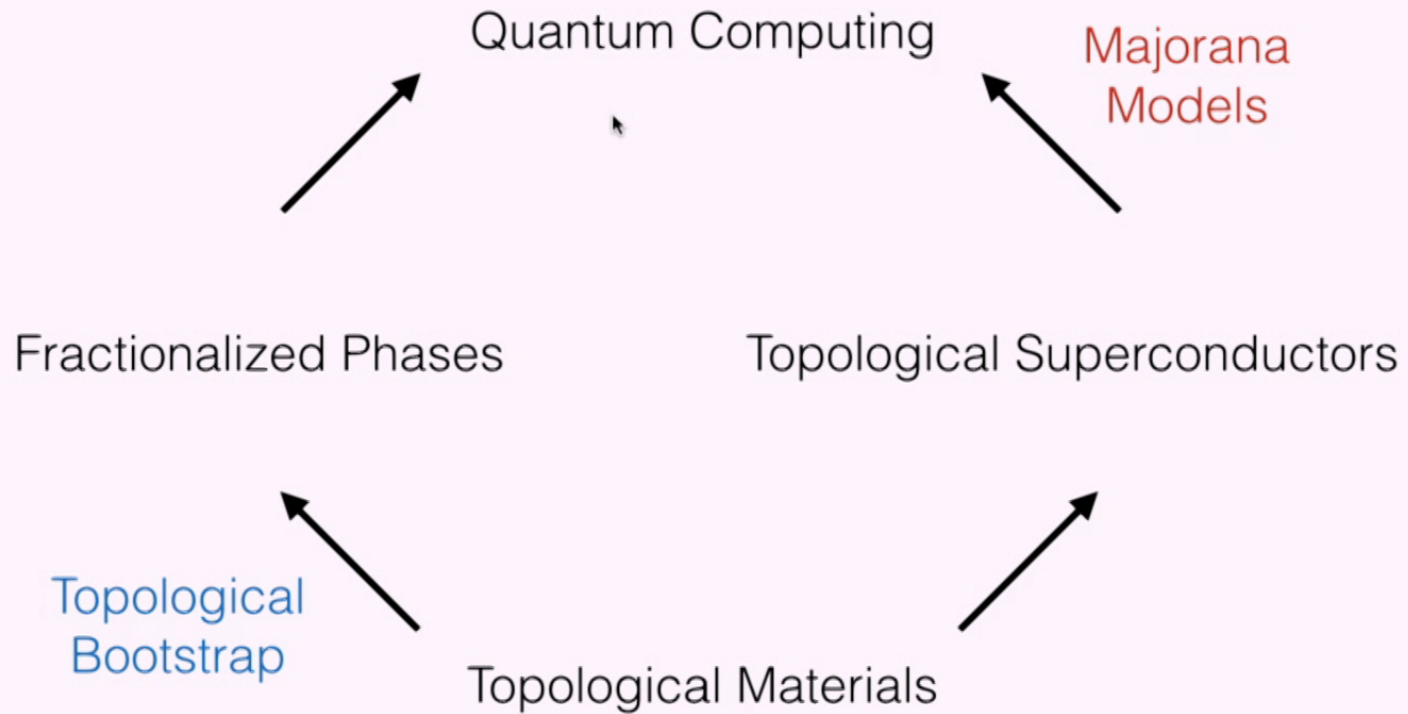 Quantum Computing
Majorana
Models
Fractionalized Phases
Topological Superconductors
Topological
Bootstrap
Topological Materials